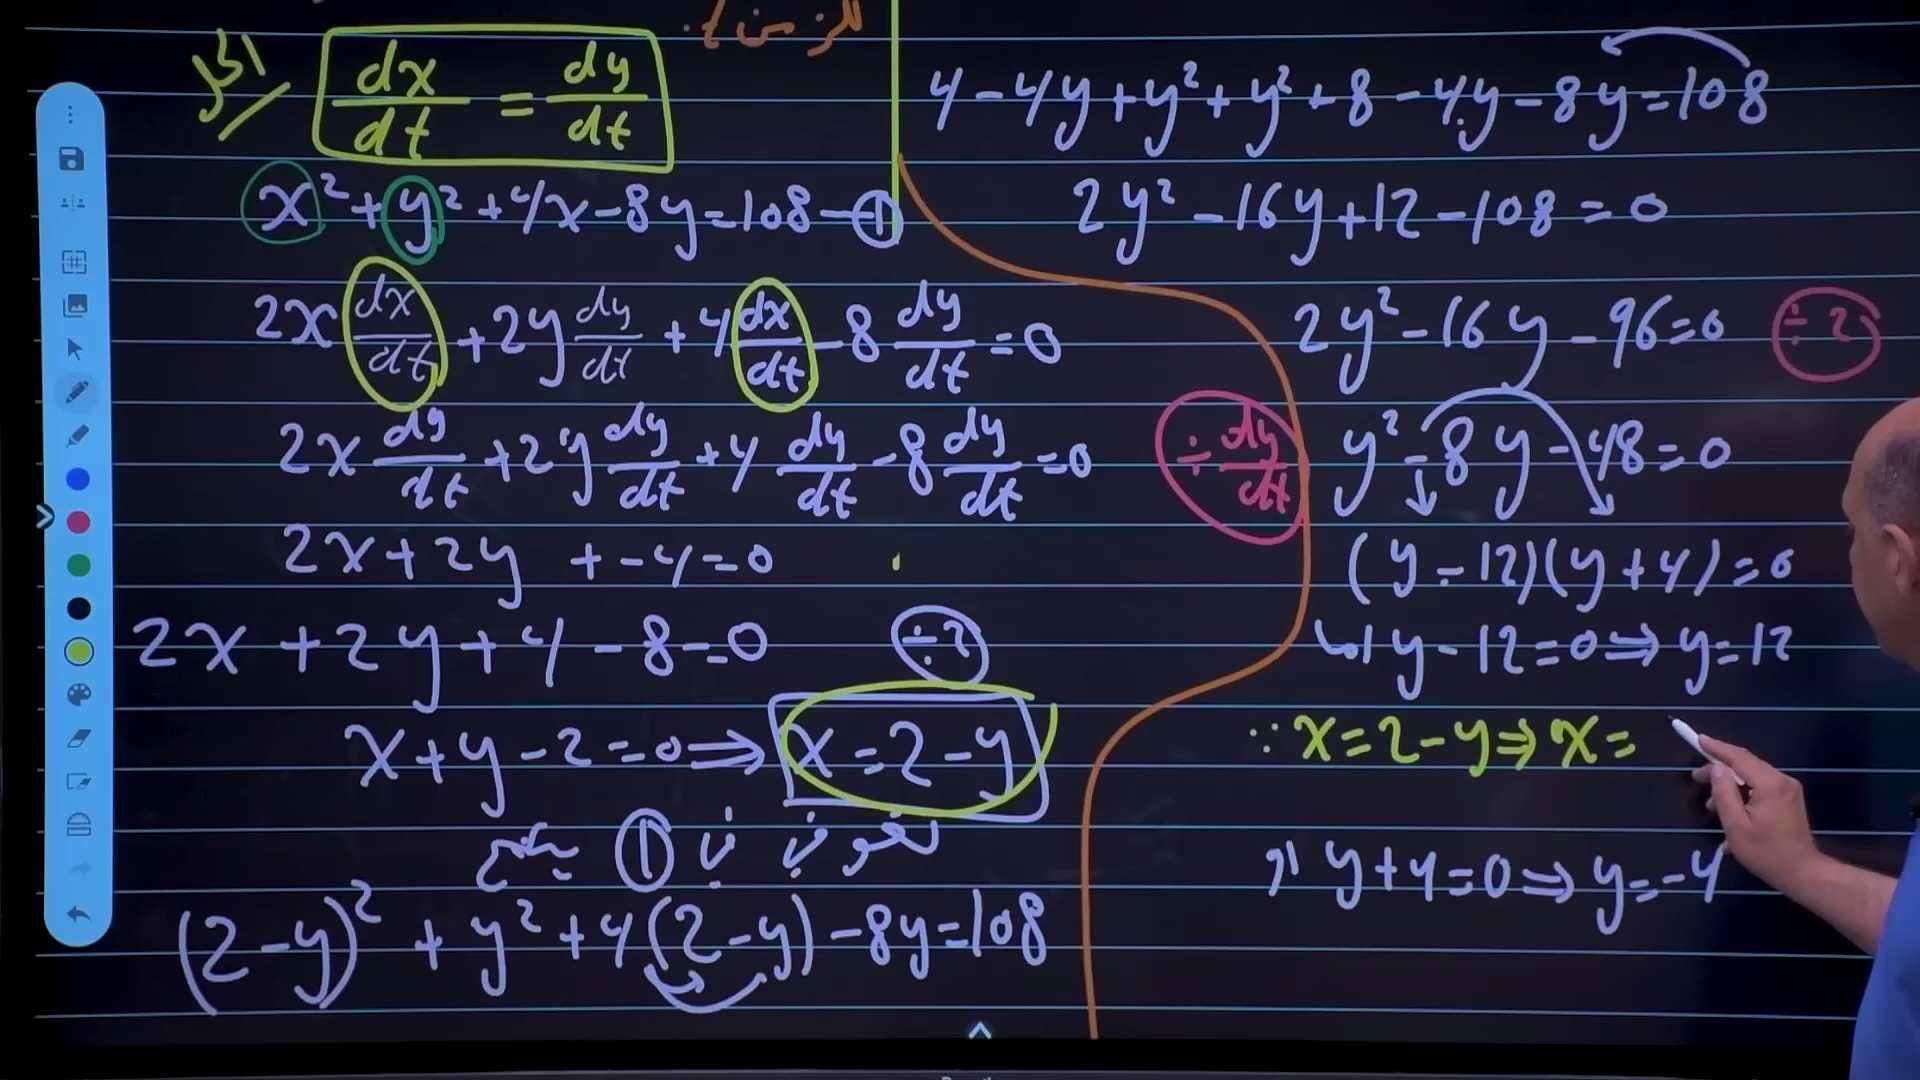 للزمن t.
الحل/ dx/dt = dy/dt
x² + y² + 4x - 8y = 108 — ①
2x dx/dt + 2y dy/dt + 4 dx/dt - 8 dy/dt = 0
2x dy/dt + 2y dy/dt + 4 dy/dt - 8 dy/dt = 0 ÷ dy/dt
2x + 2y + - 4 = 0
2x + 2y + 4 - 8 = 0 ÷2
x + y - 2 = 0 ⇒ x = 2 - y
نعوض في ①
(2 - y)² + y² + 4(2 - y) - 8y = 108
4 - 4y + y² + y² + 8 - 4y - 8y = 108
2y² - 16y + 12 - 108 = 0
2y² - 16y - 96 = 0 ÷2
y² - 8y - 48 = 0
(y - 12)(y + 4) = 0
y - 12 = 0 ⇒ y = 12
∵ x = 2 - y ⇒ x =
y + 4 = 0 ⇒ y = -4